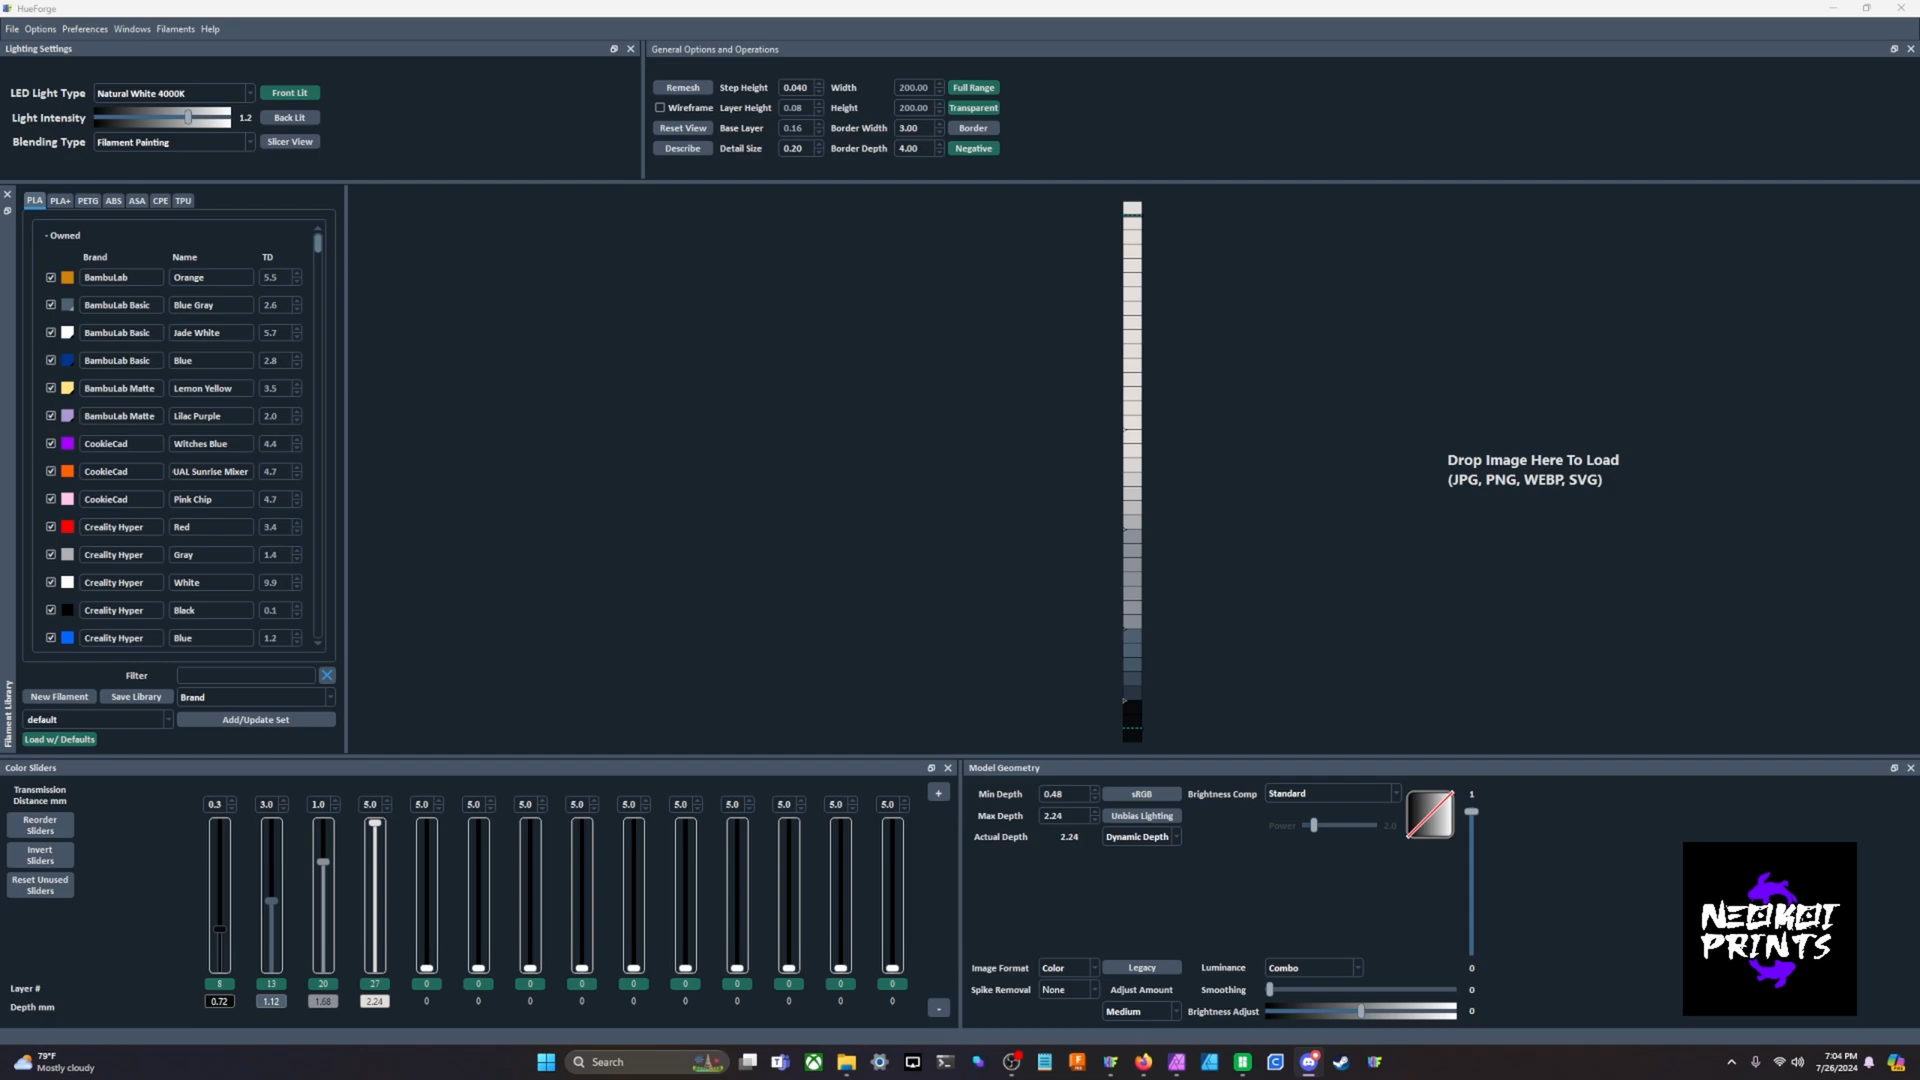 HueForge
File Options Preferences Windows Filaments Help
Lighting Settings
General Options and Operations
LED Light Type Natural White 4000K Front Lit
Light Intensity 1.2 Back Lit
Blending Type Filament Painting Slicer View
Remesh Step Height 0.040 Width 200.00 Full Range
Wireframe Layer Height 0.08 Height 200.00 Transparent
Reset View Base Layer 0.16 Border Width 3.00 Border
Describe Detail Size 0.20 Border Depth 4.00 Negative
PLA PLA+ PETG ABS ASA CPE TPU
- Owned
Brand Name TD
BambuLab Orange 5.5
BambuLab Basic Blue Gray 2.6
BambuLab Basic Jade White 5.7
BambuLab Basic Blue 2.8
BambuLab Matte Lemon Yellow 3.5
BambuLab Matte Lilac Purple 2.0
CookieCad Witches Blue 4.4
CookieCad UAL Sunrise Mixer 4.7
CookieCad Pink Chip 4.7
Creality Hyper Red 3.4
Creality Hyper Gray 1.4
Creality Hyper White 9.9
Creality Hyper Black 0.1
Creality Hyper Blue 1.2
Filter
New Filament Save Library Brand
default Add/Update Set
Load w/ Defaults
Filament Library
Drop Image Here To Load
(JPG, PNG, WEBP, SVG)
Color Sliders
Transmission
Distance mm
0.3 3.0 1.0 5.0 5.0 5.0 5.0 5.0 5.0 5.0 5.0 5.0 5.0 5.0
+
Reorder
Sliders
Invert
Sliders
Reset Unused
Sliders
Layer # 8 13 20 27 0 0 0 0 0 0 0 0 0 0
Depth mm 0.72 1.12 1.68 2.24 0 0 0 0 0 0 0 0 0 0
-
Model Geometry
Min Depth 0.48 sRGB Brightness Comp Standard 1
Max Depth 2.24 Unbias Lighting Power 2.0
Actual Depth 2.24 Dynamic Depth
Image Format Color Legacy Luminance Combo 0
Spike Removal None Adjust Amount Smoothing 0
Medium Brightness Adjust 0
NEOKOI
PRINTS
79°F
Mostly cloudy
Search
7:04 PM
7/26/2024